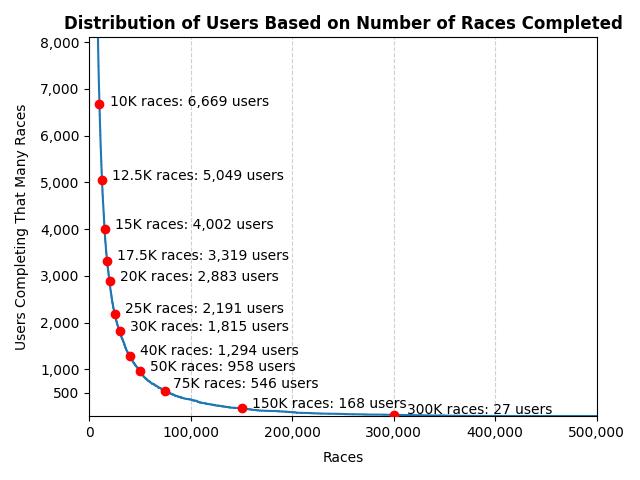 Distribution of Users Based on Number of Races Completed
8,000
7,000
6,000
5,000
4,000
3,000
2,000
1,000
500
Users Completing That Many Races
10K races: 6,669 users
12.5K races: 5,049 users
15K races: 4,002 users
17.5K races: 3,319 users
20K races: 2,883 users
25K races: 2,191 users
30K races: 1,815 users
40K races: 1,294 users
50K races: 958 users
75K races: 546 users
150K races: 168 users
300K races: 27 users
0
100,000
200,000
300,000
400,000
500,000
Races